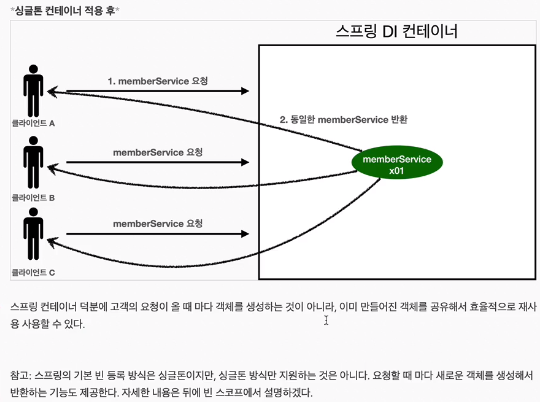 *싱글톤 컨테이너 적용 후*
스프링 DI 컨테이너
1. memberService 요청
클라이언트 A
2. 동일한 memberService 반환
memberService 요청
memberService
x01
클라이언트 B
memberService 요청
클라이언트 C
스프링 컨테이너 덕분에 고객의 요청이 올 때 마다 객체를 생성하는 것이 아니라, 이미 만들어진 객체를 공유해서 효율적으로 재사
용 사용할 수 있다.
참고: 스프링의 기본 빈 등록 방식은 싱글톤이지만, 싱글톤 방식만 지원하는 것은 아니다. 요청할 때 마다 새로운 객체를 생성해서
반환하는 기능도 제공한다. 자세한 내용은 뒤에 빈 스코프에서 설명하겠다.